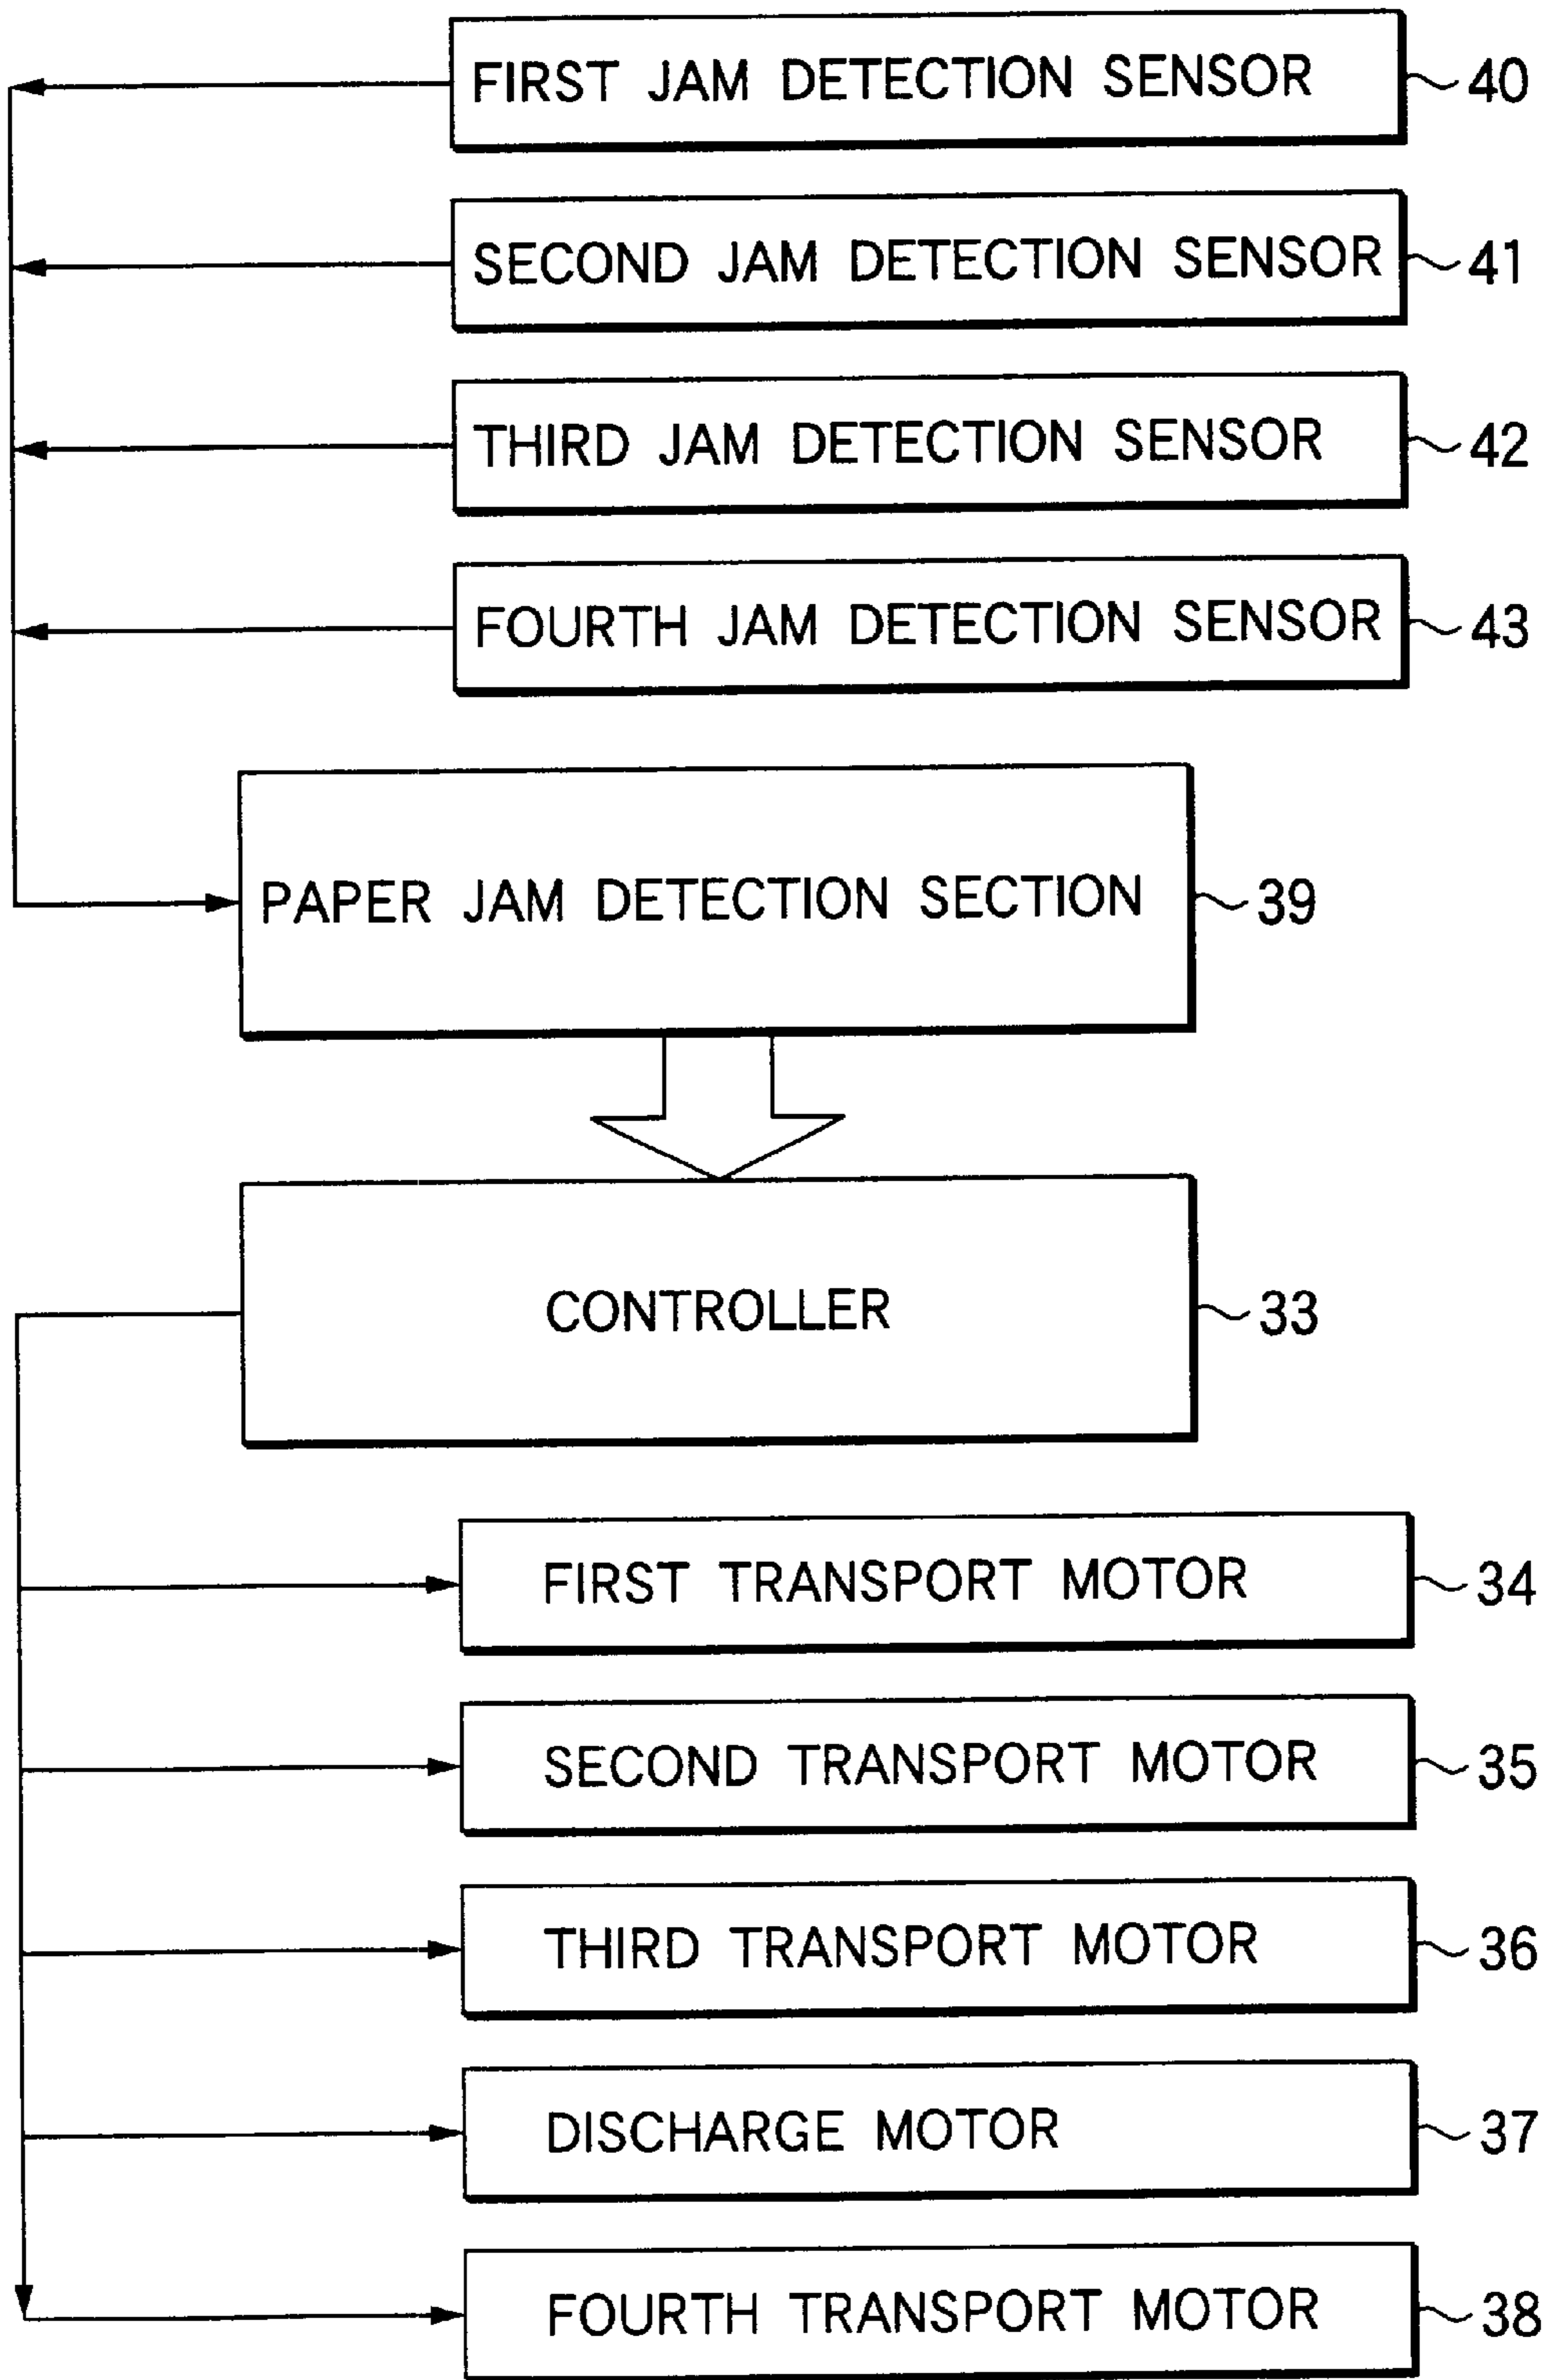 FIRST JAM DETECTION SENSOR 40
SECOND JAM DETECTION SENSOR 41
THIRD JAM DETECTION SENSOR 42
FOURTH JAM DETECTION SENSOR 43
PAPER JAM DETECTION SECTION 39
CONTROLLER 33
FIRST TRANSPORT MOTOR 34
SECOND TRANSPORT MOTOR 35
THIRD TRANSPORT MOTOR 36
DISCHARGE MOTOR 37
FOURTH TRANSPORT MOTOR 38